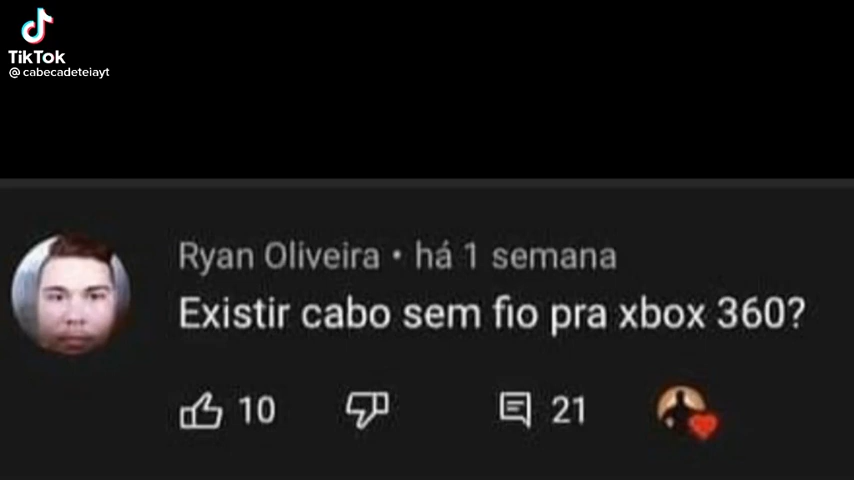 TikTok
@ cabecadeteiayt
Ryan Oliveira • há 1 semana
Existir cabo sem fio pra xbox 360?
10 21